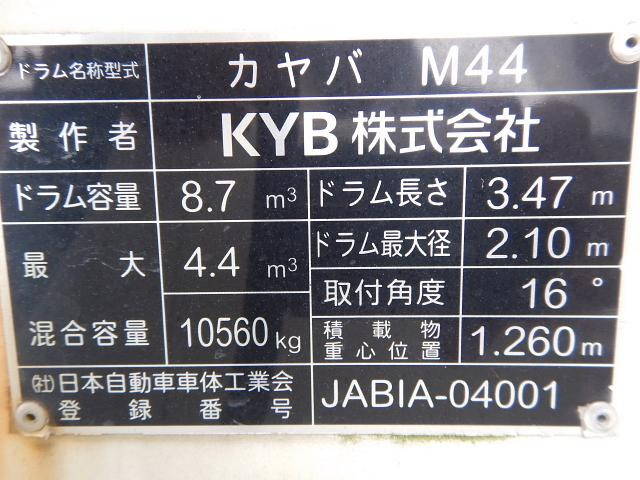 ドラム名称型式 カヤバ M44
製作者 KYB株式会社
ドラム容量 8.7 m³ ドラム長さ 3.47 m
最大 4.4 m³ ドラム最大径 2.10 m
取付角度 16 °
混合容量 10560 kg 積載物重心位置 1.260 m
㈳日本自動車車体工業会
登録番号 JABIA-04001